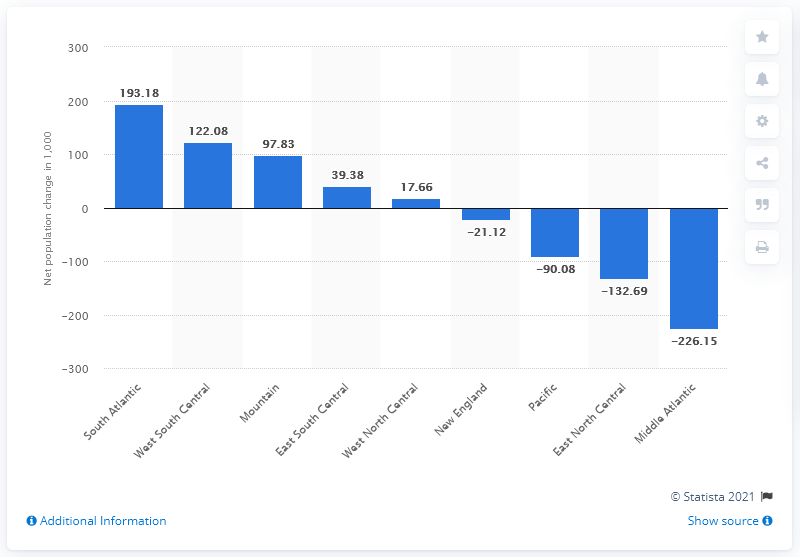 Net population change in 1,000
300
200
100
0
−100
−200
−300
193.18
122.08
97.83
39.38
17.66
−21.12
−90.08
−132.69
−226.15
South Atlantic
West South Central
Mountain
East South Central
West North Central
New England
Pacific
East North Central
Middle Atlantic
© Statista 2021
Additional Information
Show source